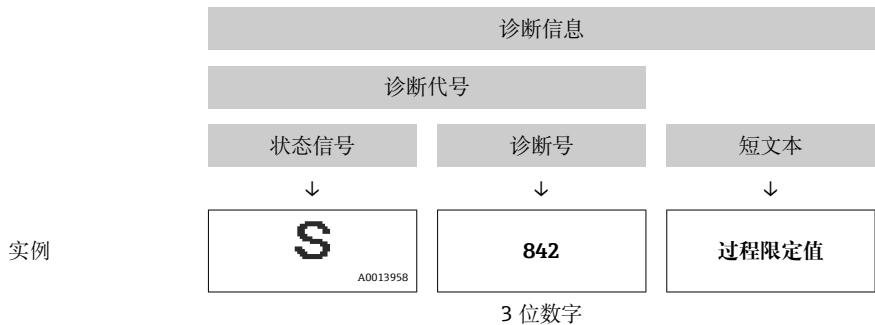 诊断信息
诊断代号
状态信号 诊断号 短文本
↓ ↓ ↓
实例 S 842 过程限定值
A0013958
3 位数字